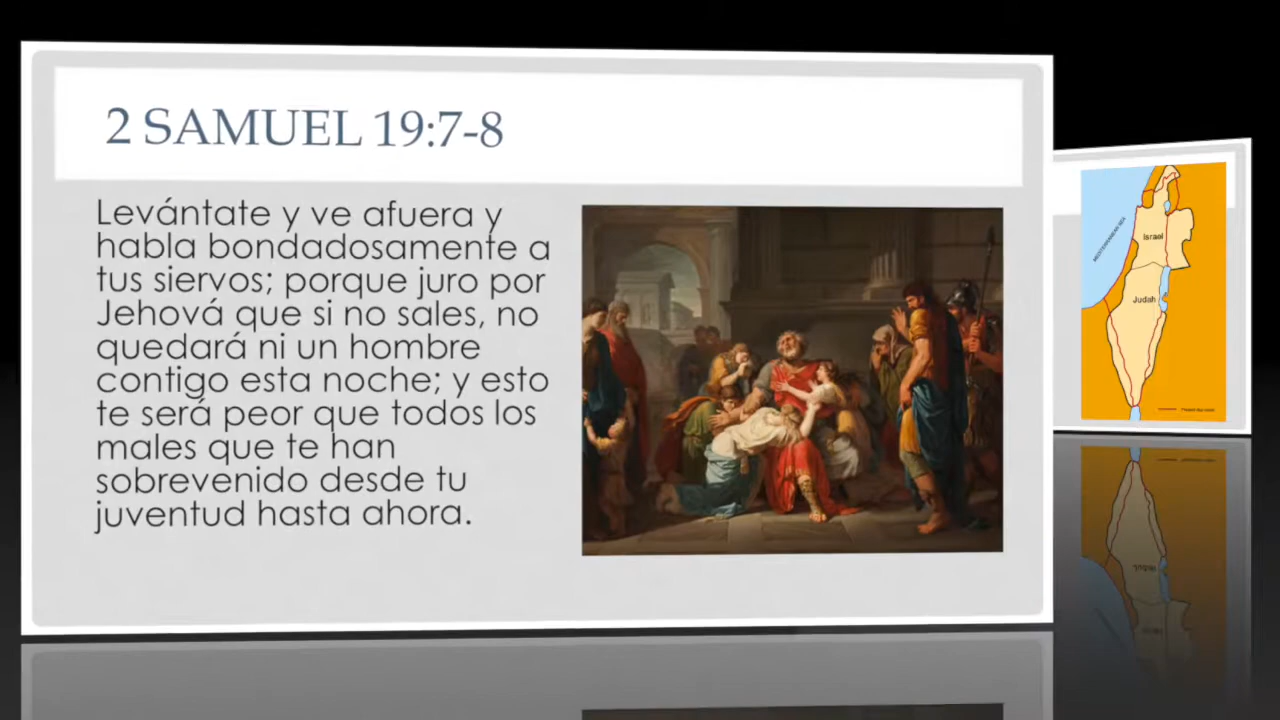 2 SAMUEL 19:7-8
Levántate y ve afuera y
habla bondadosamente a
tus siervos; porque juro por
Jehová que si no sales, no
quedará ni un hombre
contigo esta noche; y esto
te será peor que todos los
males que te han
sobrevenido desde tu
juventud hasta ahora.
MEDITERRANEAN SEA
Israel
Judah